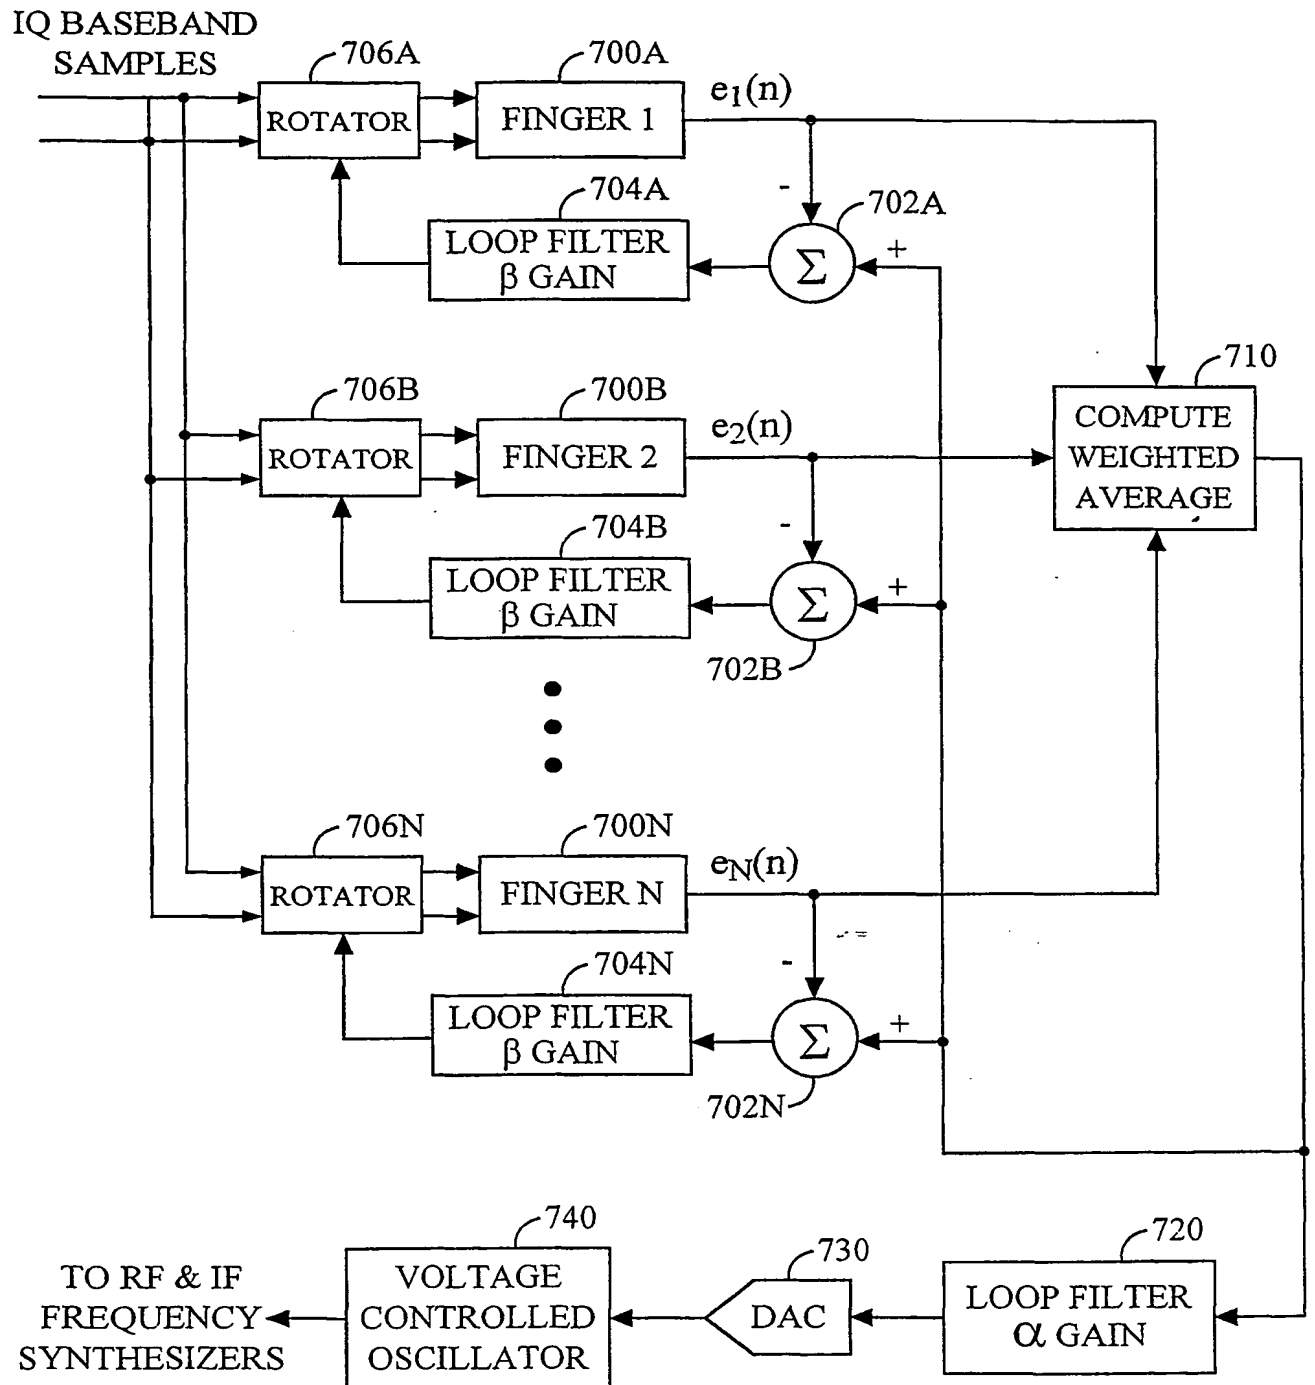 IQ BASEBAND
SAMPLES
706A
700A
ROTATOR
FINGER 1
e1(n)
-
704A
702A
LOOP FILTER
β GAIN
Σ
+
706B
700B
710
ROTATOR
FINGER 2
e2(n)
COMPUTE
WEIGHTED
AVERAGE
-
704B
LOOP FILTER
β GAIN
Σ
+
702B
706N
700N
ROTATOR
FINGER N
eN(n)
-
704N
LOOP FILTER
β GAIN
Σ
+
702N
740
730
720
TO RF & IF
FREQUENCY
SYNTHESIZERS
VOLTAGE
CONTROLLED
OSCILLATOR
DAC
LOOP FILTER
α GAIN